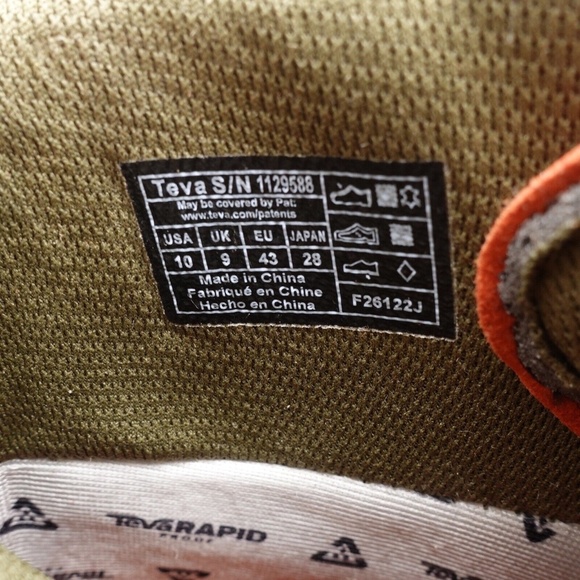 Teva S/N 1129588
May be covered by Pat:
www.teva.com/patents
USA UK EU JAPAN
10 9 43 28
Made in China
Fabriqué en Chine
Hecho en China
F26122J
Teva RAPID
PROOF